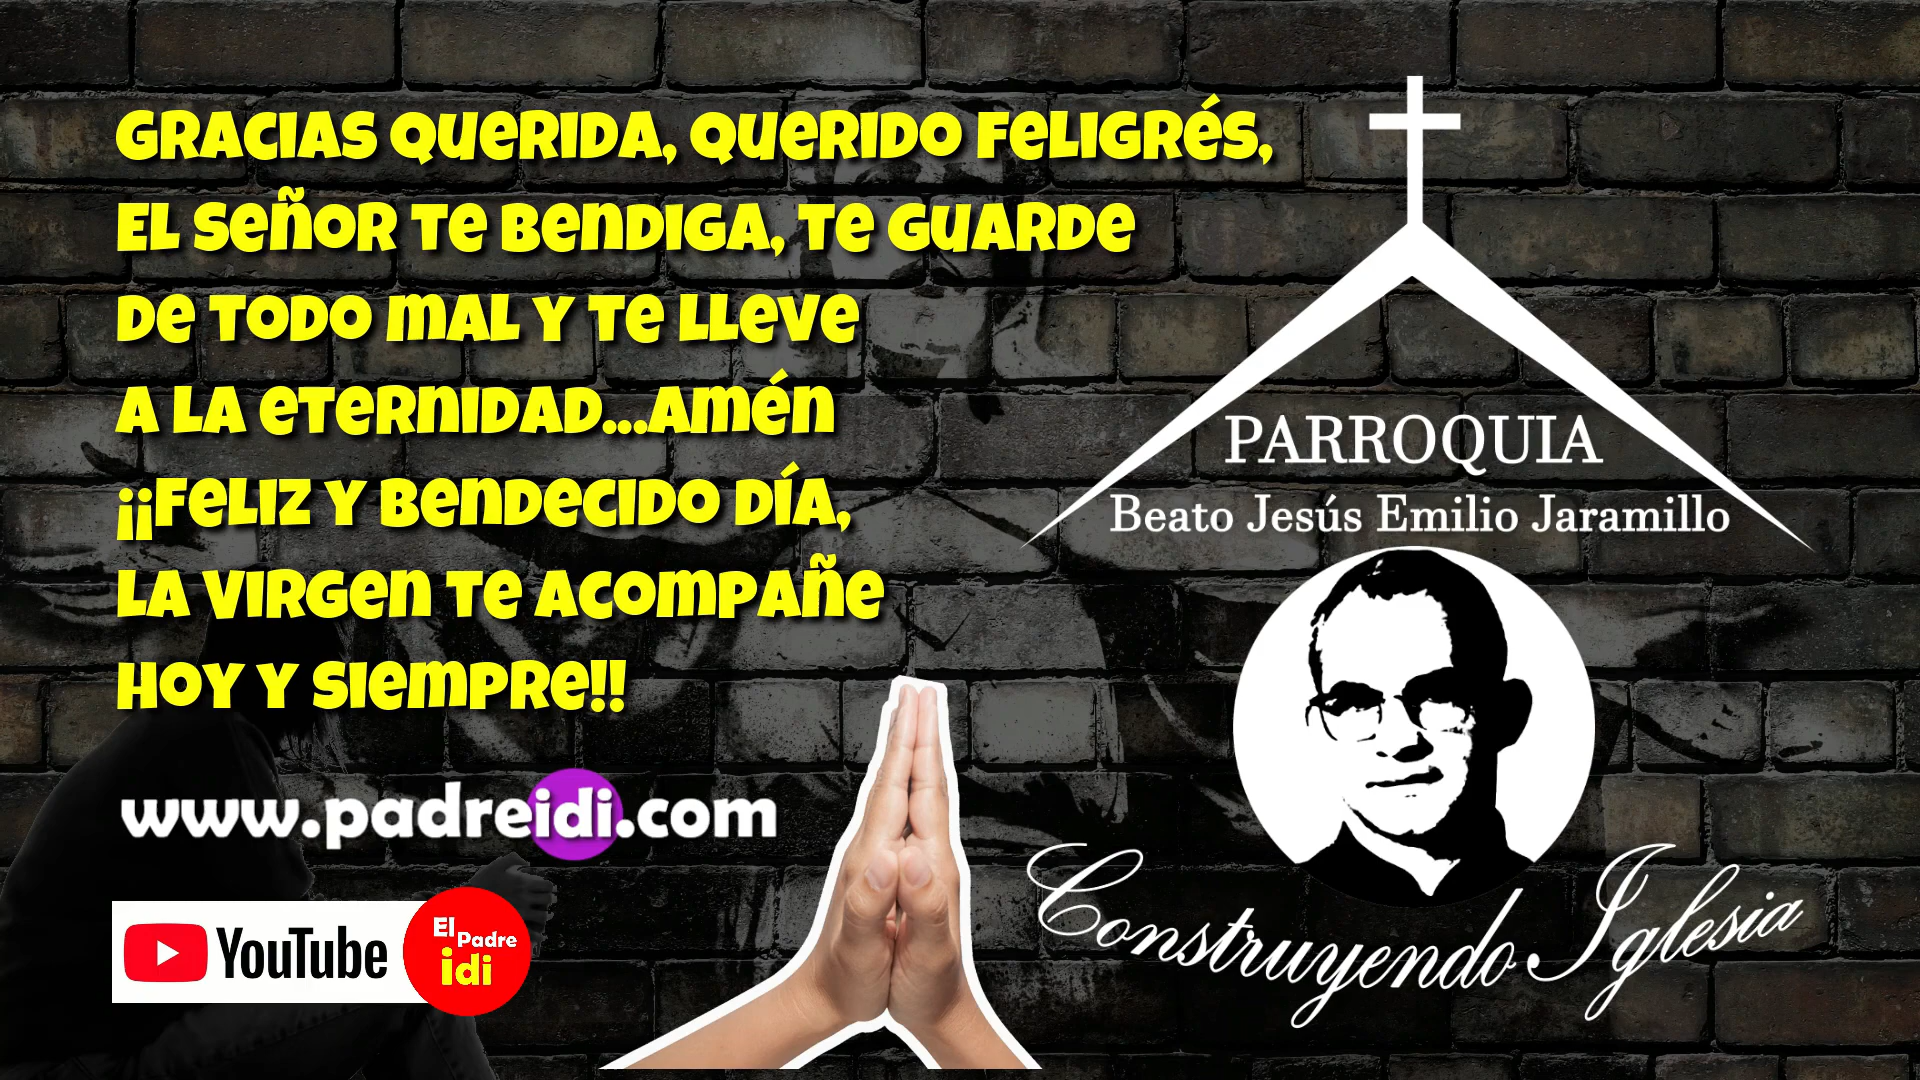 Gracias querida, querido feligrés,
el Señor te bendiga, te guarde
de todo mal y te lleve
a la eternidad...Amén
¡¡Feliz y bendecido día,
la Virgen te acompañe
hoy y siempre!!
www.padreidi.com
YouTube
El Padre
idi
PARROQUIA
Beato Jesús Emilio Jaramillo
Construyendo Iglesia